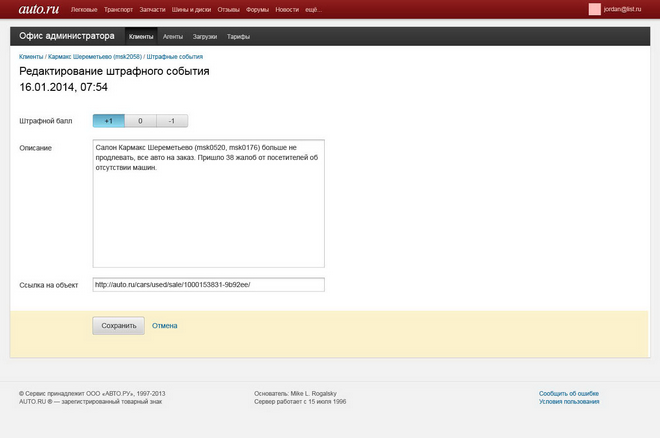 auto.ru Легковые Транспорт Запчасти Шины и диски Отзывы Форумы Новости ещё... jordan@list.ru
Офис администратора Клиенты Агенты Загрузки Тарифы
Клиенты / Кармакс Шереметьево (msk2058) / Штрафные события
Редактирование штрафного события
16.01.2014, 07:54
Штрафной балл +1 0 -1
Описание Салон Кармакс Шереметьево (msk0520, msk0176) больше не
продлевать, все авто на заказ. Пришло 38 жалоб от посетителей об
отсутствии машин.
Ссылка на объект http://auto.ru/cars/used/sale/1000153831-9b92ee/
Сохранить Отмена
© Сервис принадлежит ООО «АВТО.РУ», 1997-2013 Основатель: Mike L. Rogalsky Сообщить об ошибке
AUTO.RU ® — зарегистрированный товарный знак Сервер работает с 15 июля 1996 Условия пользования